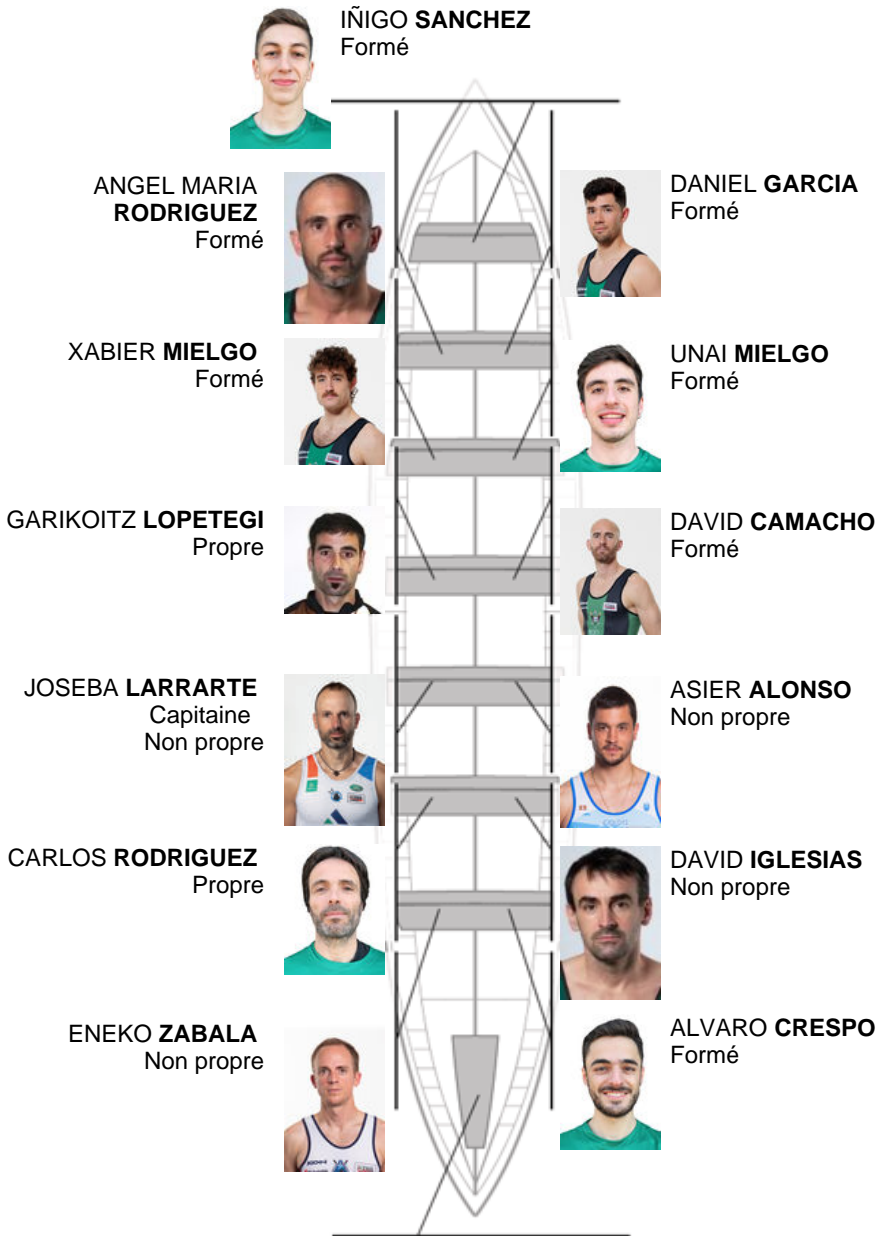 IÑIGO SANCHEZ
Formé
ANGEL MARIA
RODRIGUEZ
Formé
DANIEL GARCIA
Formé
XABIER MIELGO
Formé
UNAI MIELGO
Formé
GARIKOITZ LOPETEGI
Propre
DAVID CAMACHO
Formé
JOSEBA LARRARTE
Capitaine
Non propre
ASIER ALONSO
Non propre
CARLOS RODRIGUEZ
Propre
DAVID IGLESIAS
Non propre
ENEKO ZABALA
Non propre
ALVARO CRESPO
Formé